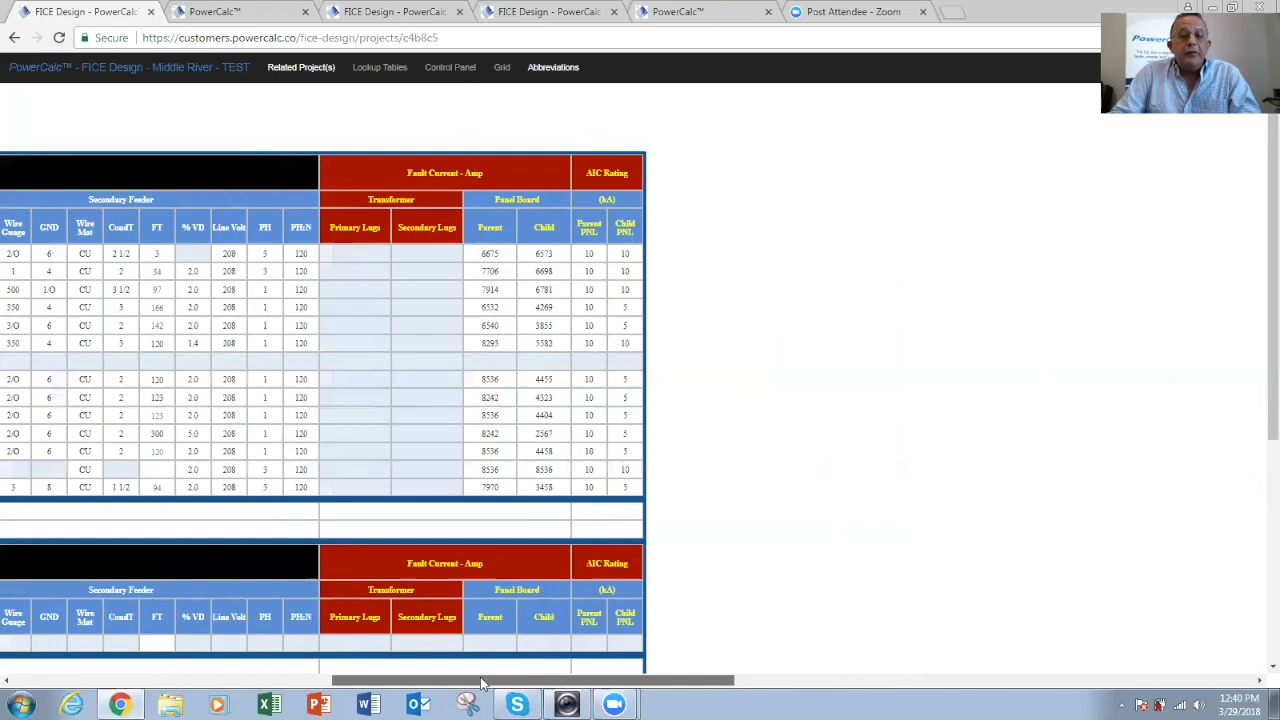 FICE Design - PowerCalc PowerCalc™ FICE Design - PowerCalc FICE Design - PowerCalc PowerCalc™ Post Attendee - Zoom
Secure https://customers.powercalc.co/fice-design/projects/c4b8c5
PowerCalc™ - FICE Design - Middle River - TEST Related Project(s) Lookup Tables Control Panel Grid Abbreviations
Fault Current - Amp AIC Rating
Secondary Feeder Transformer Panel Board (kA)
Wire Guage GND Wire Mat CondT FT % VD Line Volt PH PH:N Primary Lugs Secondary Lugs Parent Child Parent PNL Child PNL
2/O 6 CU 2 1/2 3 208 3 120 6675 6573 10 10
1 4 CU 2 34 2.0 208 3 120 7706 6698 10 10
500 1/O CU 3 1/2 97 2.0 208 1 120 7914 6781 10 10
350 4 CU 3 166 2.0 208 1 120 6532 4269 10 5
3/O 6 CU 2 142 2.0 208 1 120 6540 3855 10 5
350 4 CU 3 120 1.4 208 1 120 8293 5582 10 10
2/O 6 CU 2 120 2.0 208 1 120 8536 4455 10 5
2/O 6 CU 2 123 2.0 208 1 120 8242 4323 10 5
2/O 6 CU 2 123 2.0 208 1 120 8536 4404 10 5
2/O 6 CU 2 300 5.0 208 1 120 8242 2567 10 5
2/O 6 CU 2 120 2.0 208 1 120 8536 4458 10 5
CU 2.0 208 3 120 8536 8536 10 10
3 8 CU 1 1/2 94 2.0 208 3 120 7970 3458 10 5
Fault Current - Amp AIC Rating
Secondary Feeder Transformer Panel Board (kA)
Wire Guage GND Wire Mat CondT FT % VD Line Volt PH PH:N Primary Lugs Secondary Lugs Parent Child Parent PNL Child PNL
12:40 PM
3/29/2018